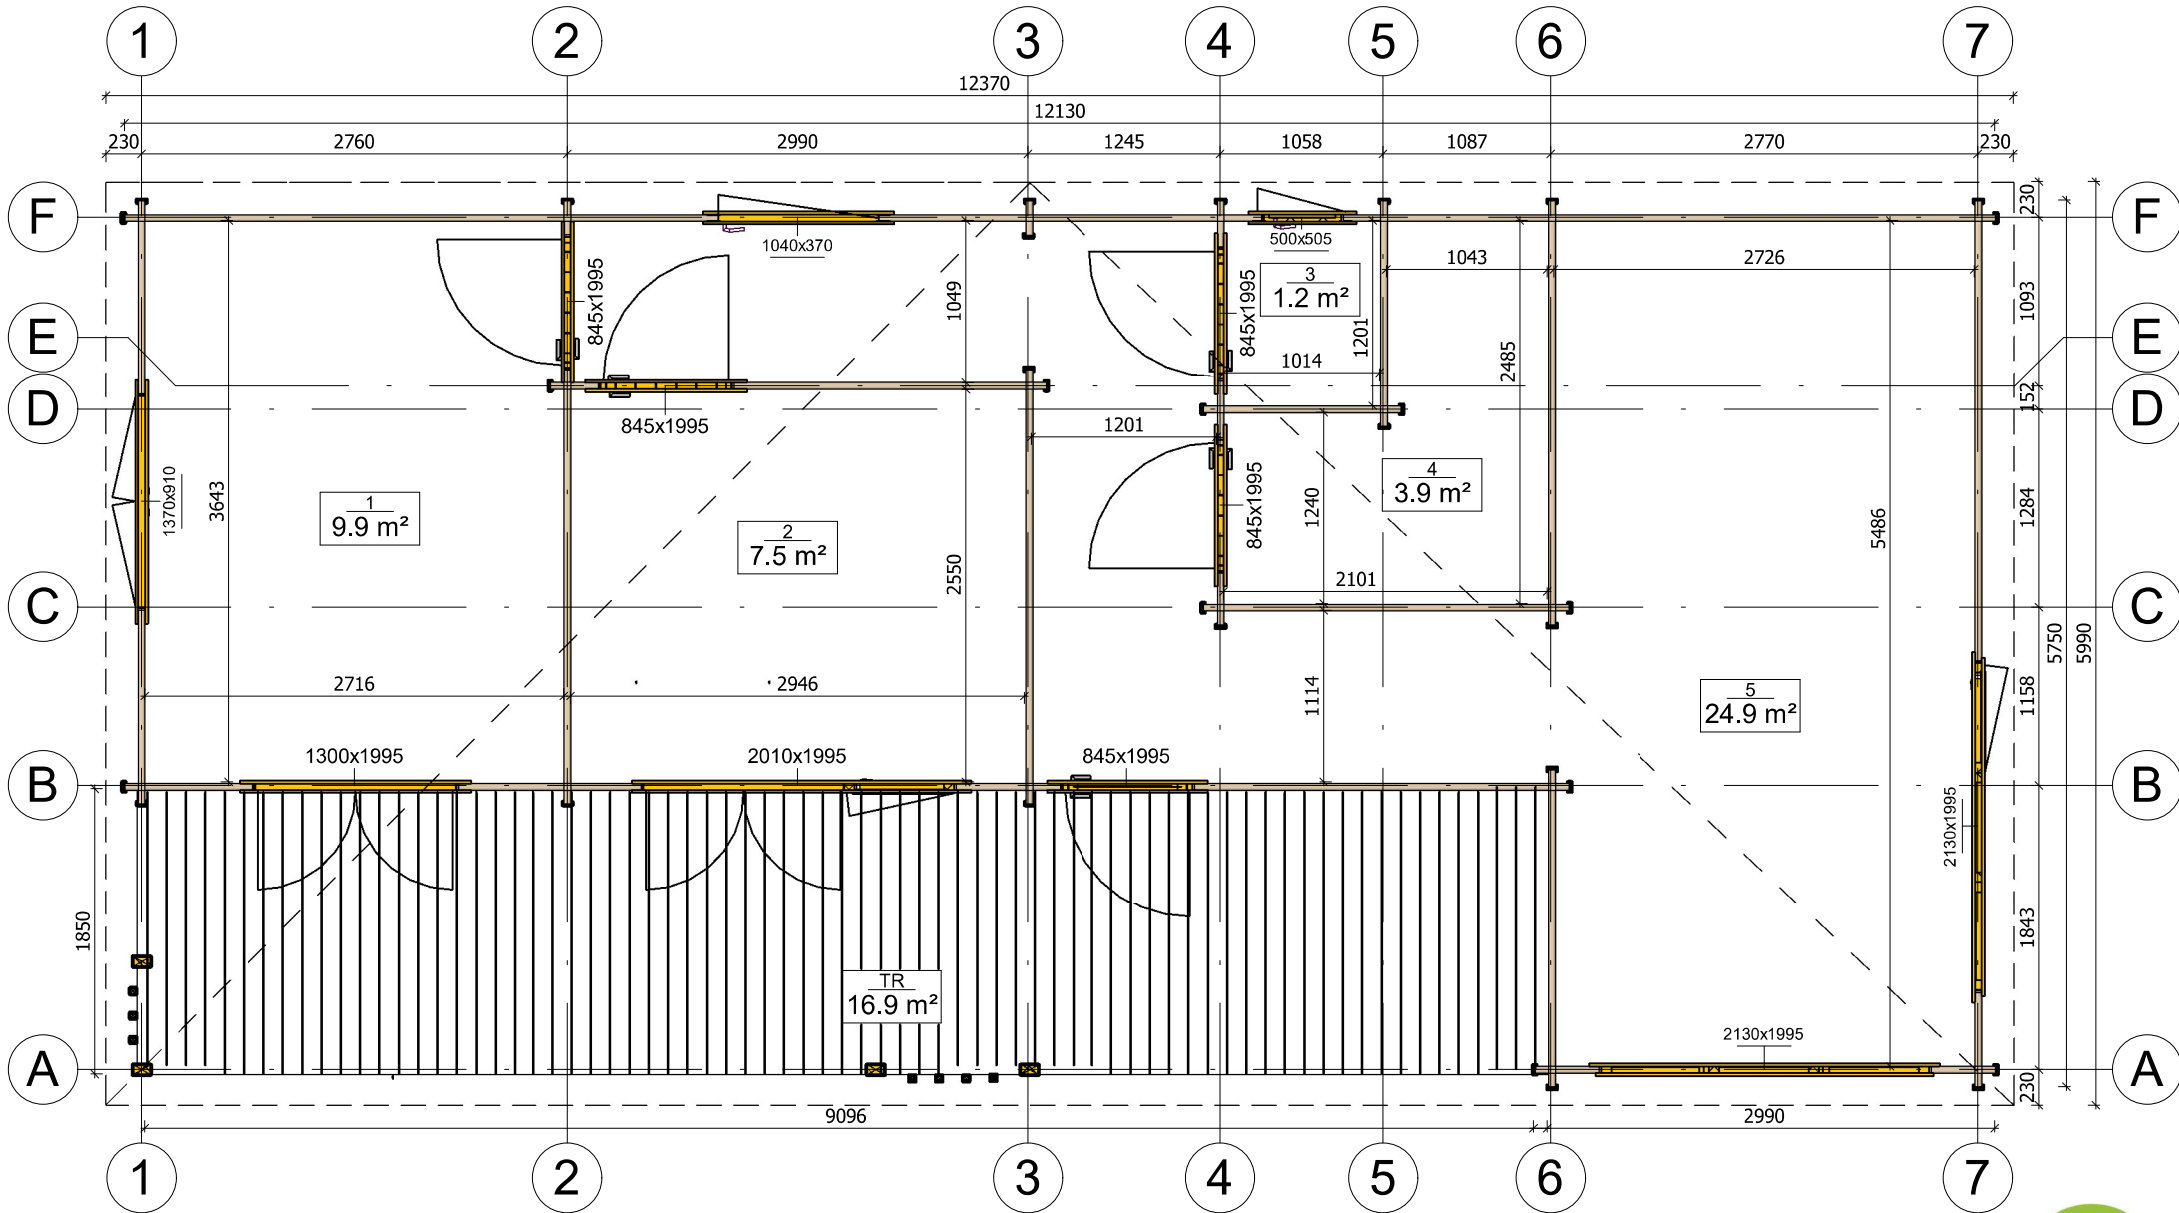 1 2 3 4 5 6 7
12370
12130
230 2760 2990 1245 1058 1087 2770 230
F F
230
1040x370
500x505
1043 2726
3
1.2 m²
845x1995
845x1995
1049
1201
1093
E E
2485
1014
152
D D
845x1995
1201
1370x910
3643
1
9.9 m²
2
7.5 m²
4
3.9 m²
845x1995
1240
1284
5486
2550
2101
C C
5750
5990
2716 2946
1114
5
24.9 m²
1158
1300x1995 2010x1995 845x1995
B B
2130x1995
1850
1843
TR
16.9 m²
2130x1995
A A
230
9096 2990
1 2 3 4 5 6 7